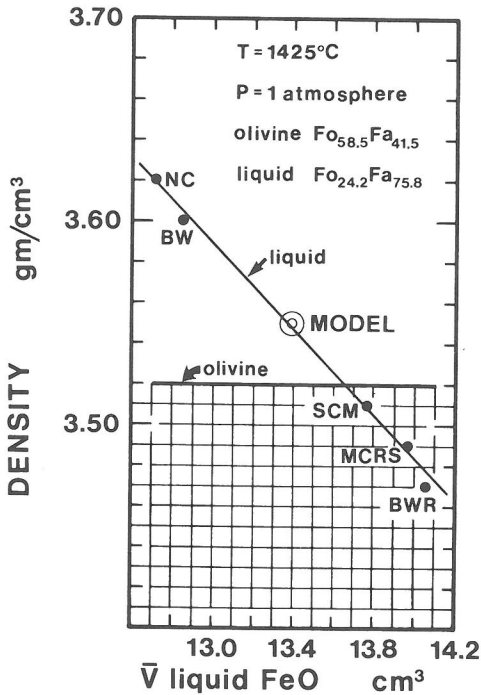 3.70
T = 1425°C
P = 1 atmosphere
olivine Fo58.5Fa41.5
liquid Fo24.2Fa75.8
NC
3.60
BW
liquid
MODEL
olivine
SCM
3.50
MCRS
BWR
DENSITY gm/cm³
13.0 13.4 13.8 14.2
V̄ liquid FeO cm³